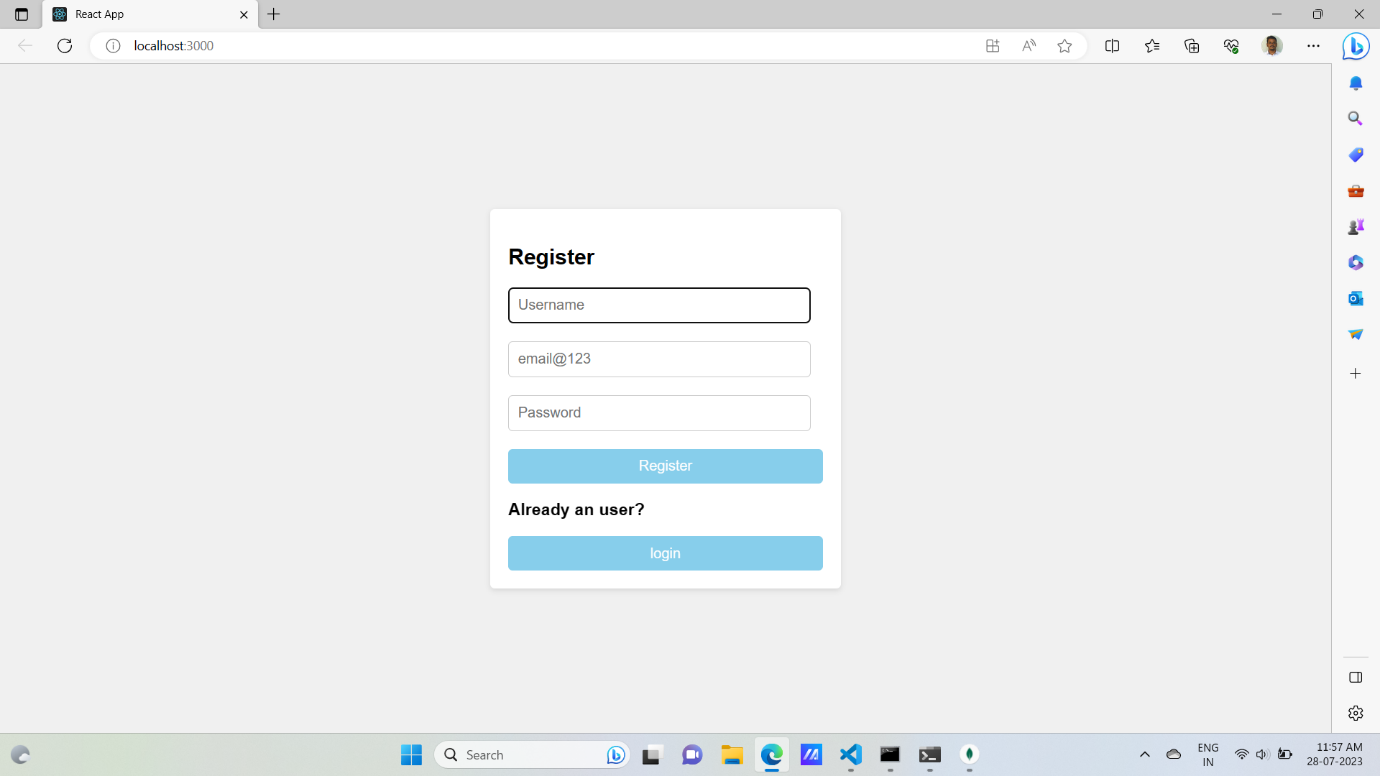 React App
localhost:3000
Register
Username
email@123
Password
Register
Already an user?
login
Search
ENG
IN
11:57 AM
28-07-2023